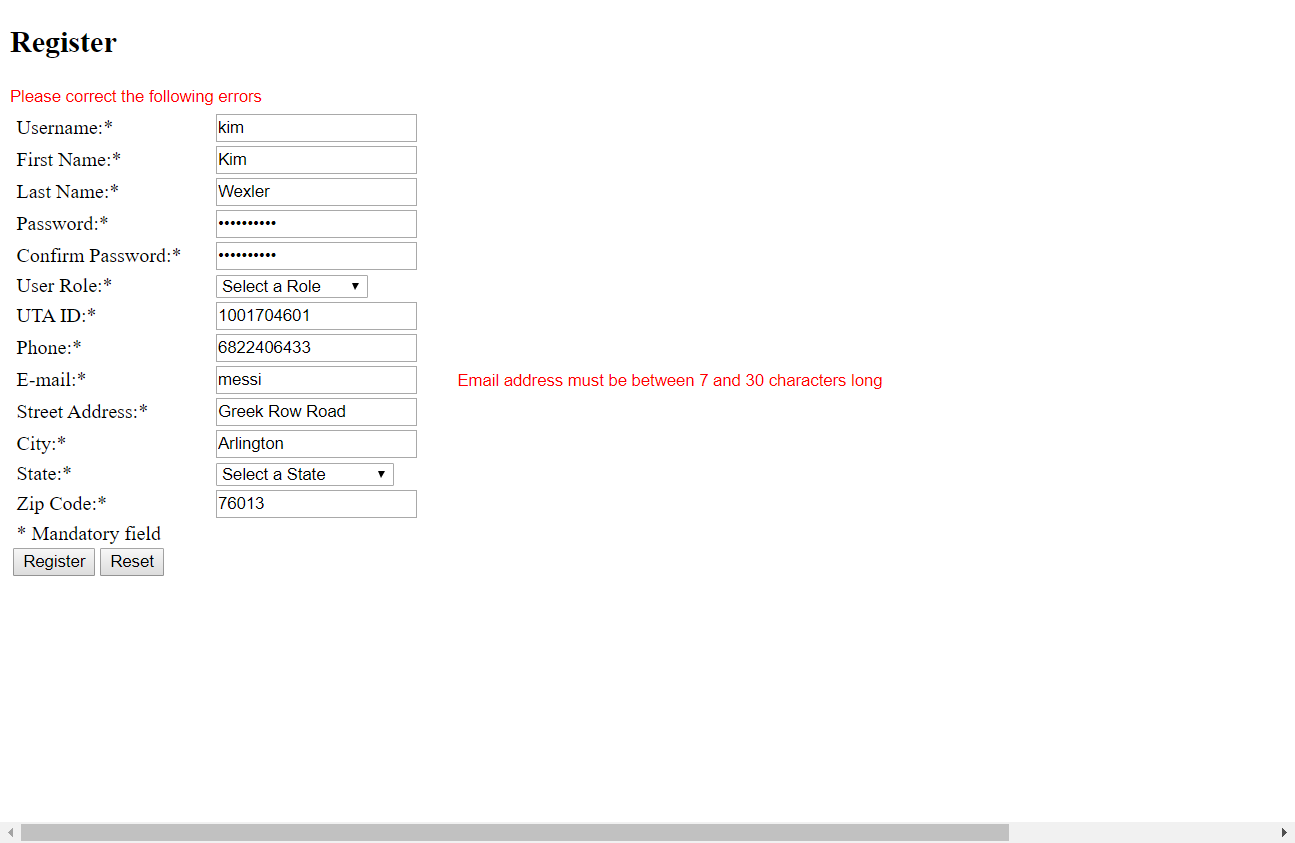 Register
Please correct the following errors
Username:* kim
First Name:* Kim
Last Name:* Wexler
Password:* ••••••••••
Confirm Password:* ••••••••••
User Role:* Select a Role
UTA ID:* 1001704601
Phone:* 6822406433
E-mail:* messi Email address must be between 7 and 30 characters long
Street Address:* Greek Row Road
City:* Arlington
State:* Select a State
Zip Code:* 76013
* Mandatory field
Register Reset